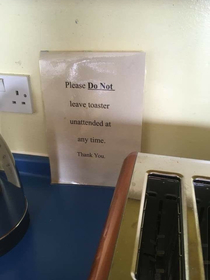 Please Do Not
leave toaster
unattended at
any time.
Thank You.